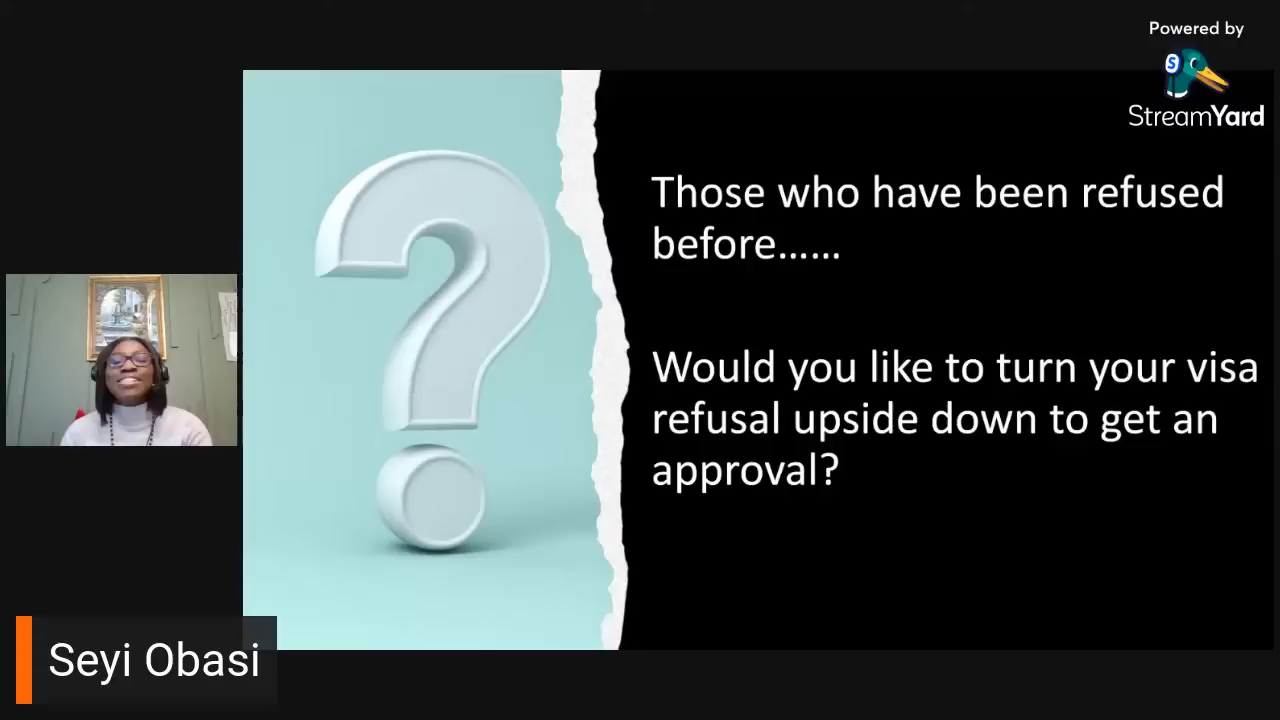 Powered by
S
StreamYard
Those who have been refused
before......
Would you like to turn your visa
refusal upside down to get an
approval?
Seyi Obasi